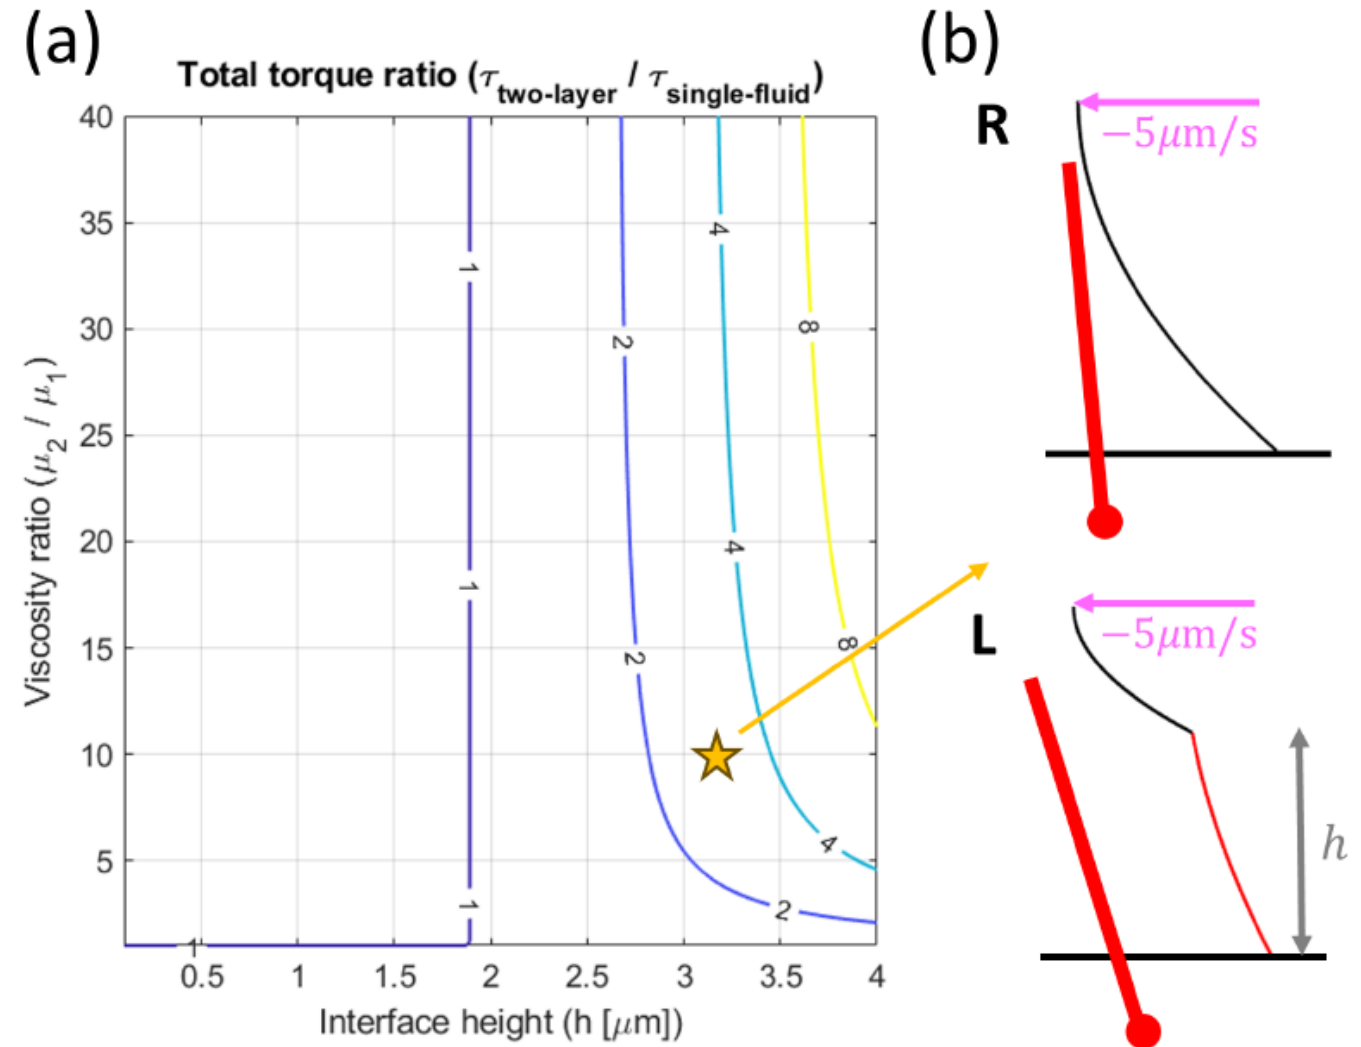 (a)
Total torque ratio (τtwo-layer / τsingle-fluid)
40
35
30
25
20
15
10
5
Viscosity ratio (μ2 / μ1)
1
1
1
1
2
2
2
4
4
4
8
8
0.5
1
1.5
2
2.5
3
3.5
4
Interface height (h [μm])
(b)
R
−5μm/s
L
−5μm/s
h